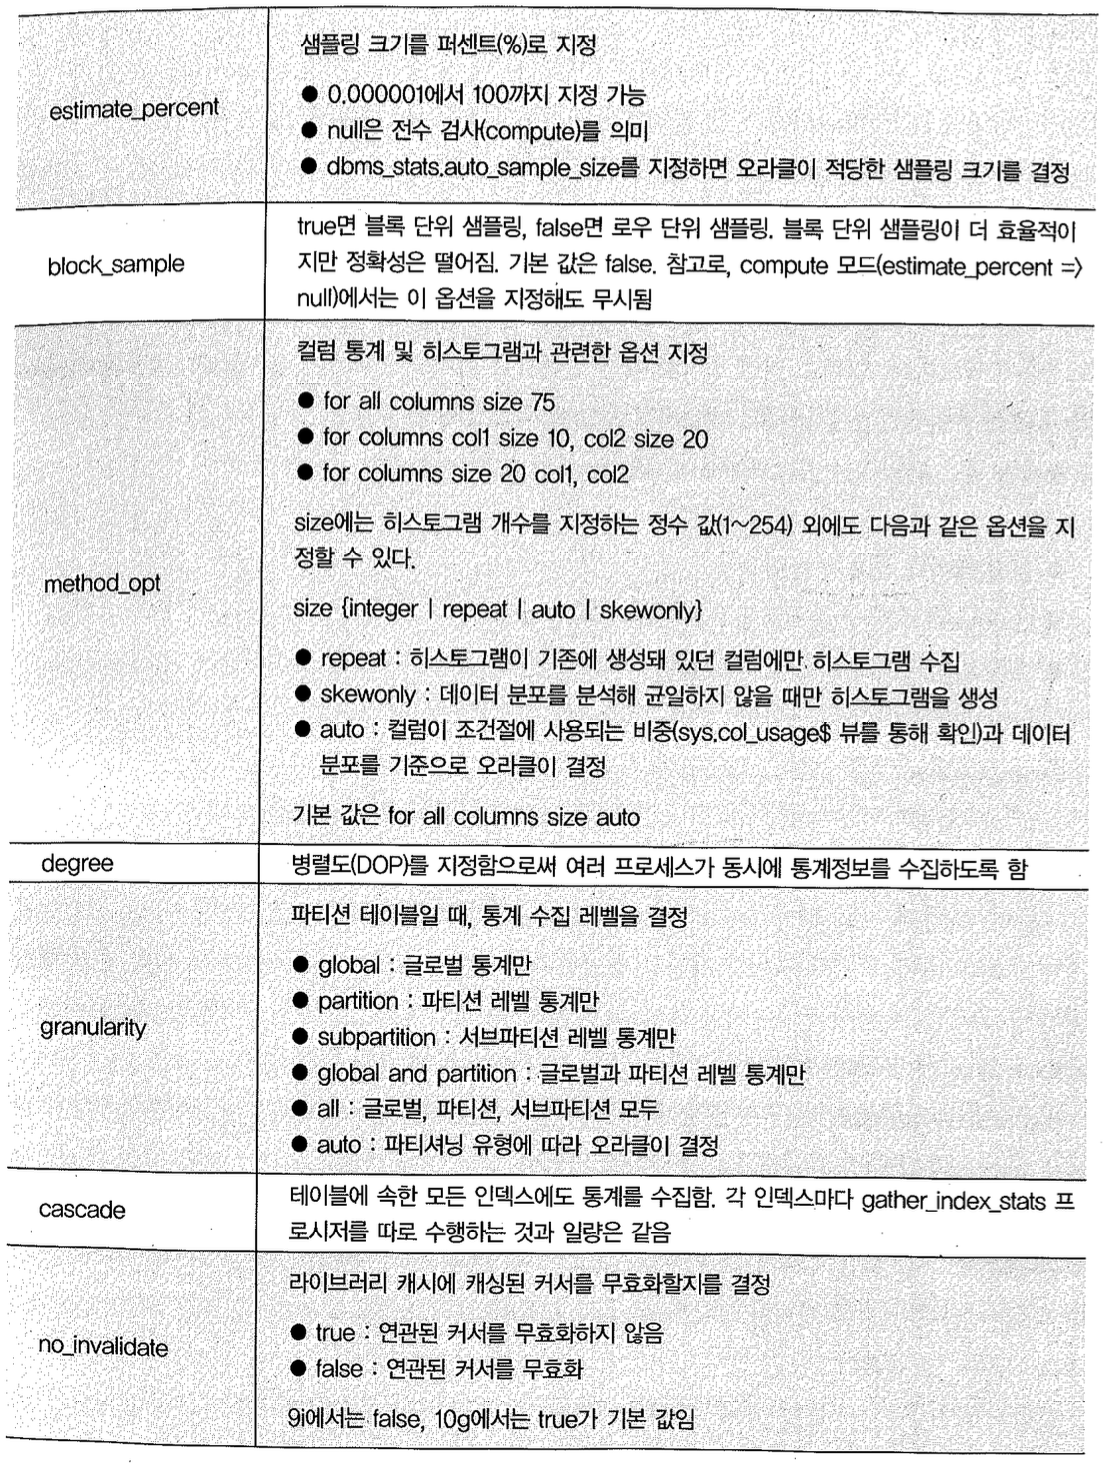 estimate_percent
샘플링 크기를 퍼센트(%)로 지정
● 0.000001에서 100까지 지정 가능
● null은 전수 검사(compute)를 의미
● dbms_stats.auto_sample_size를 지정하면 오라클이 적당한 샘플링 크기를 결정
block_sample
true면 블록 단위 샘플링, false면 로우 단위 샘플링. 블록 단위 샘플링이 더 효율적이
지만 정확성은 떨어짐. 기본 값은 false. 참고로, compute 모드(estimate_percent =>
null)에서는 이 옵션을 지정해도 무시됨
method_opt
컬럼 통계 및 히스토그램과 관련한 옵션 지정
● for all columns size 75
● for columns col1 size 10, col2 size 20
● for columns size 20 col1, col2
size에는 히스토그램 개수를 지정하는 정수 값(1~254) 외에도 다음과 같은 옵션을 지
정할 수 있다.
size {integer | repeat | auto | skewonly}
● repeat : 히스토그램이 기존에 생성돼 있던 컬럼에만 히스토그램 수집
● skewonly : 데이터 분포를 분석해 균일하지 않을 때만 히스토그램을 생성
● auto : 컬럼이 조건절에 사용되는 비중(sys.col_usage$ 뷰를 통해 확인)과 데이터
분포를 기준으로 오라클이 결정
기본 값은 for all columns size auto
degree
병렬도(DOP)를 지정함으로써 여러 프로세스가 동시에 통계정보를 수집하도록 함
granularity
파티션 테이블일 때, 통계 수집 레벨을 결정
● global : 글로벌 통계만
● partition : 파티션 레벨 통계만
● subpartition : 서브파티션 레벨 통계만
● global and partition : 글로벌과 파티션 레벨 통계만
● all : 글로벌, 파티션, 서브파티션 모두
● auto : 파티셔닝 유형에 따라 오라클이 결정
cascade
테이블에 속한 모든 인덱스에도 통계를 수집함. 각 인덱스마다 gather_index_stats 프
로시저를 따로 수행하는 것과 일량은 같음
no_invalidate
라이브러리 캐시에 캐싱된 커서를 무효화할지를 결정
● true : 연관된 커서를 무효화하지 않음
● false : 연관된 커서를 무효화
9i에서는 false, 10g에서는 true가 기본 값임